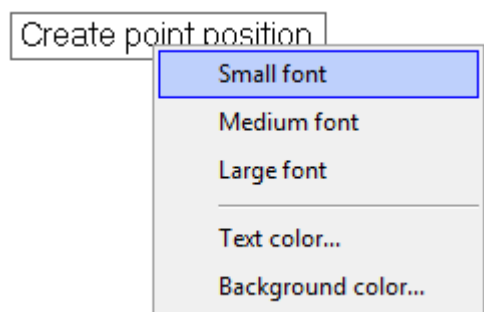 Create point position
Small font
Medium font
Large font
Text color...
Background color...